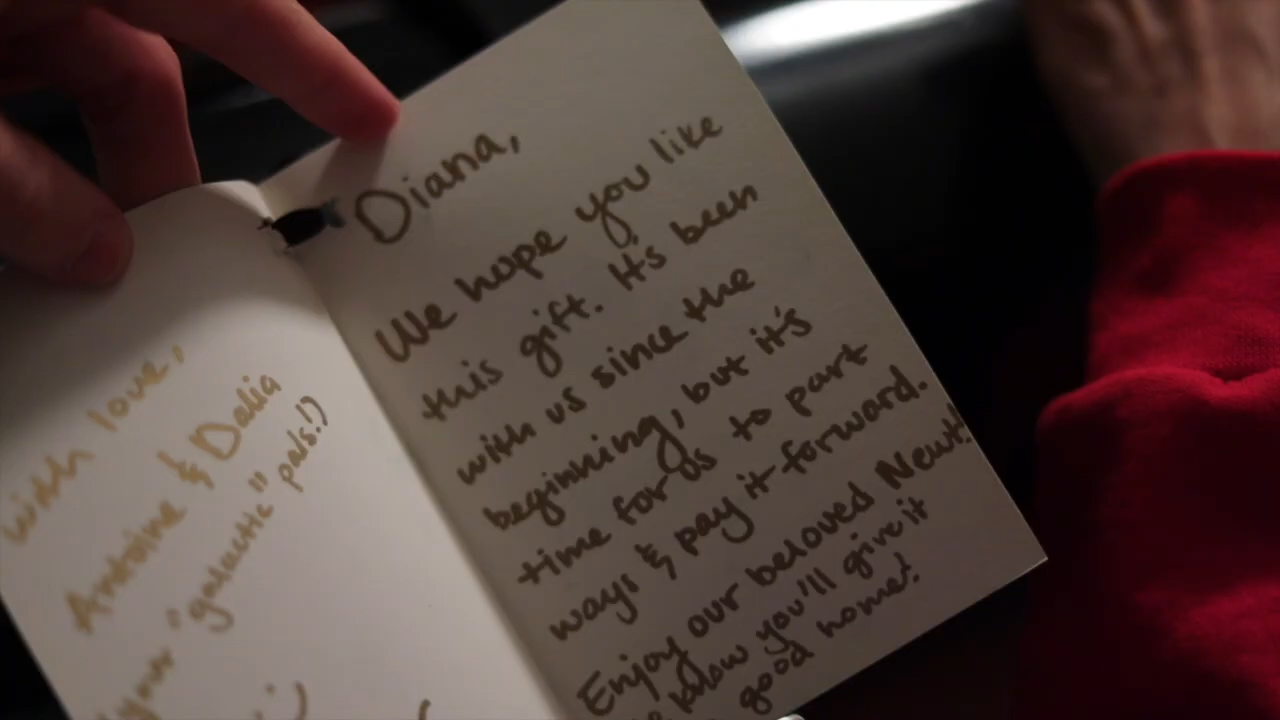 Diana,
We hope you like
this gift. It's been
with us since the
beginning, but it's
time for us to part
ways & pay it forward.
Enjoy our beloved Newt!
know you'll give it
good home!
with love,
Antoine & Dalia
your "galactic" pals!)